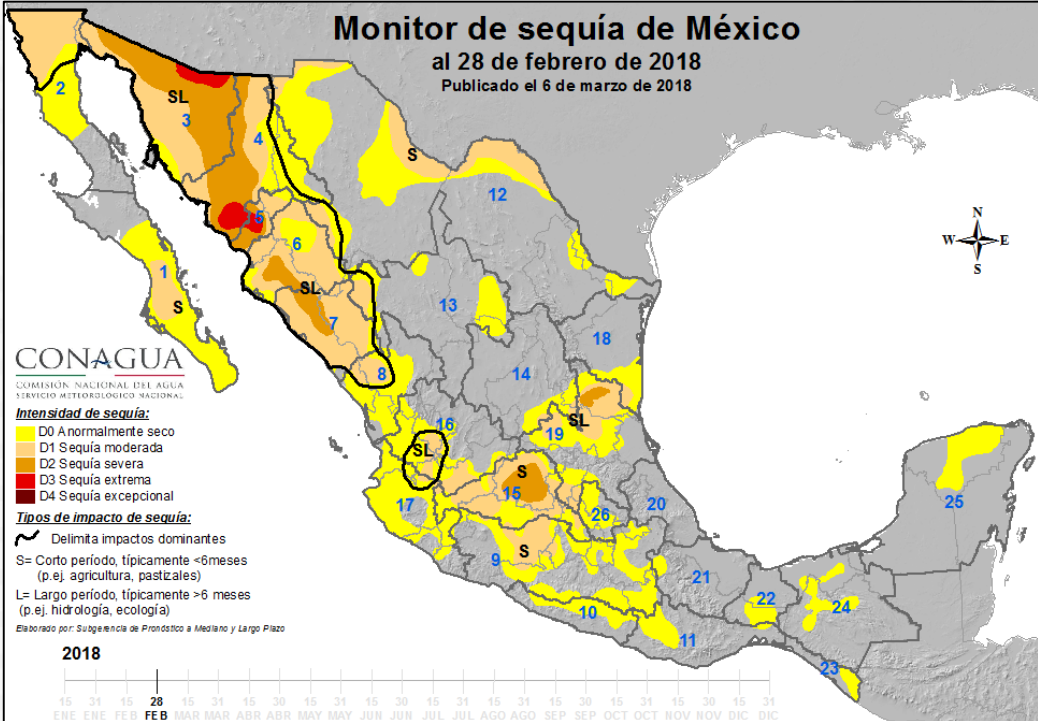 Monitor de sequía de México
al 28 de febrero de 2018
Publicado el 6 de marzo de 2018
2
SL
3
4
S
12
5
6
1
SL
S
7
13
18
8
14
16
SL
19
SL
S
15
17
26
20
25
9
S
21
10
22
24
11
23
N
W E
S
CONAGUA
COMISIÓN NACIONAL DEL AGUA
SERVICIO METEOROLÓGICO NACIONAL
Intensidad de sequía:
D0 Anormalmente seco
D1 Sequía moderada
D2 Sequía severa
D3 Sequía extrema
D4 Sequía excepcional
Tipos de impacto de sequía:
Delimita impactos dominantes
S= Corto período, típicamente <6meses
(p.ej. agricultura, pastizales)
L= Largo período, típicamente >6 meses
(p.ej. hidrología, ecología)
Elaborado por: Subgerencia de Pronóstico a Mediano y Largo Plazo
2018
15 31 15 28 15 31 15 30 15 31 15 30 15 31 15 31 15 30 15 31 15 30 15 31
ENE ENE FEB FEB MAR MAR ABR ABR MAY MAY JUN JUN JUL JUL AGO AGO SEP SEP OCT OCT NOV NOV DIC DIC